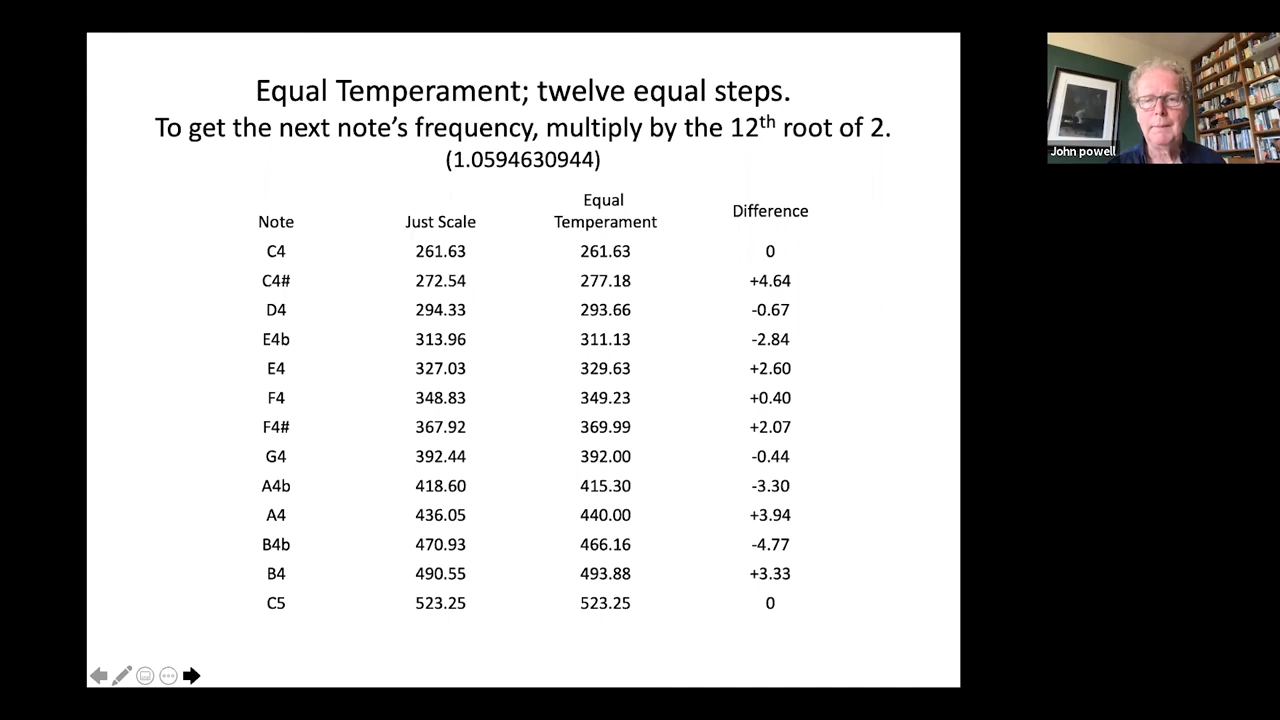 Equal Temperament; twelve equal steps.
To get the next note's frequency, multiply by the 12th root of 2.
(1.0594630944)
Note Just Scale Equal Temperament Difference
C4 261.63 261.63 0
C4# 272.54 277.18 +4.64
D4 294.33 293.66 -0.67
E4b 313.96 311.13 -2.84
E4 327.03 329.63 +2.60
F4 348.83 349.23 +0.40
F4# 367.92 369.99 +2.07
G4 392.44 392.00 -0.44
A4b 418.60 415.30 -3.30
A4 436.05 440.00 +3.94
B4b 470.93 466.16 -4.77
B4 490.55 493.88 +3.33
C5 523.25 523.25 0
John powell